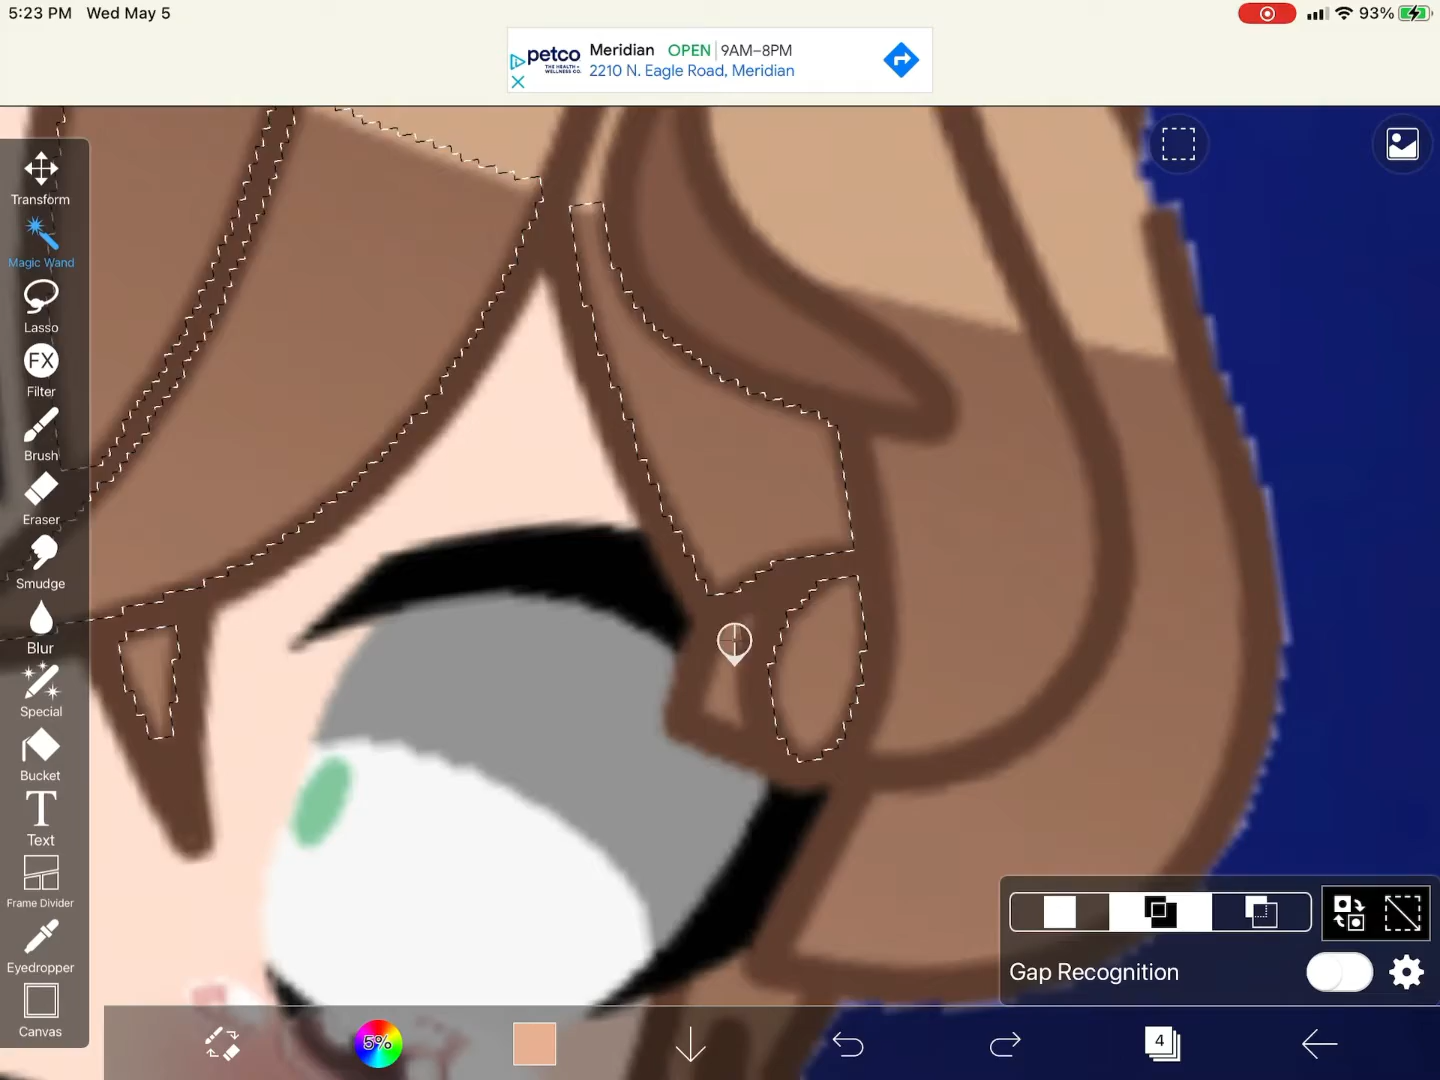 5:23 PM Wed May 5
93%
petco
THE HEALTH +
WELLNESS CO.
Meridian OPEN 9AM–8PM
2210 N. Eagle Road, Meridian
Transform
Magic Wand
Lasso
FX
Filter
Brush
Eraser
Smudge
Blur
Special
Bucket
T
Text
Frame Divider
Eyedropper
Canvas
Gap Recognition
5%
4